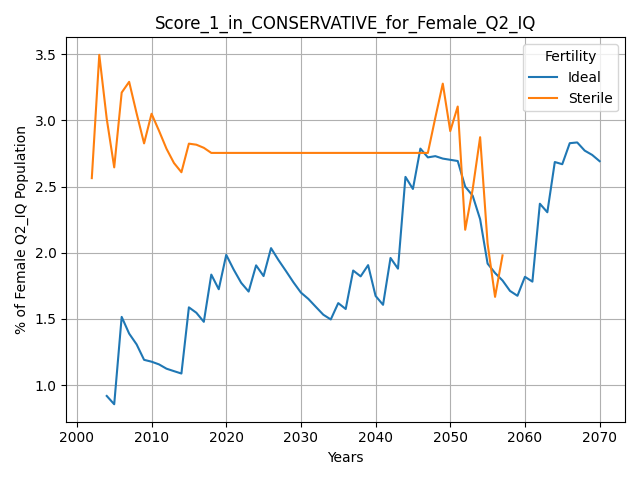 Score_1_in_CONSERVATIVE_for_Female_Q2_IQ
Fertility
Ideal
Sterile
% of Female Q2_IQ Population
3.5
3.0
2.5
2.0
1.5
1.0
2000 2010 2020 2030 2040 2050 2060 2070
Years